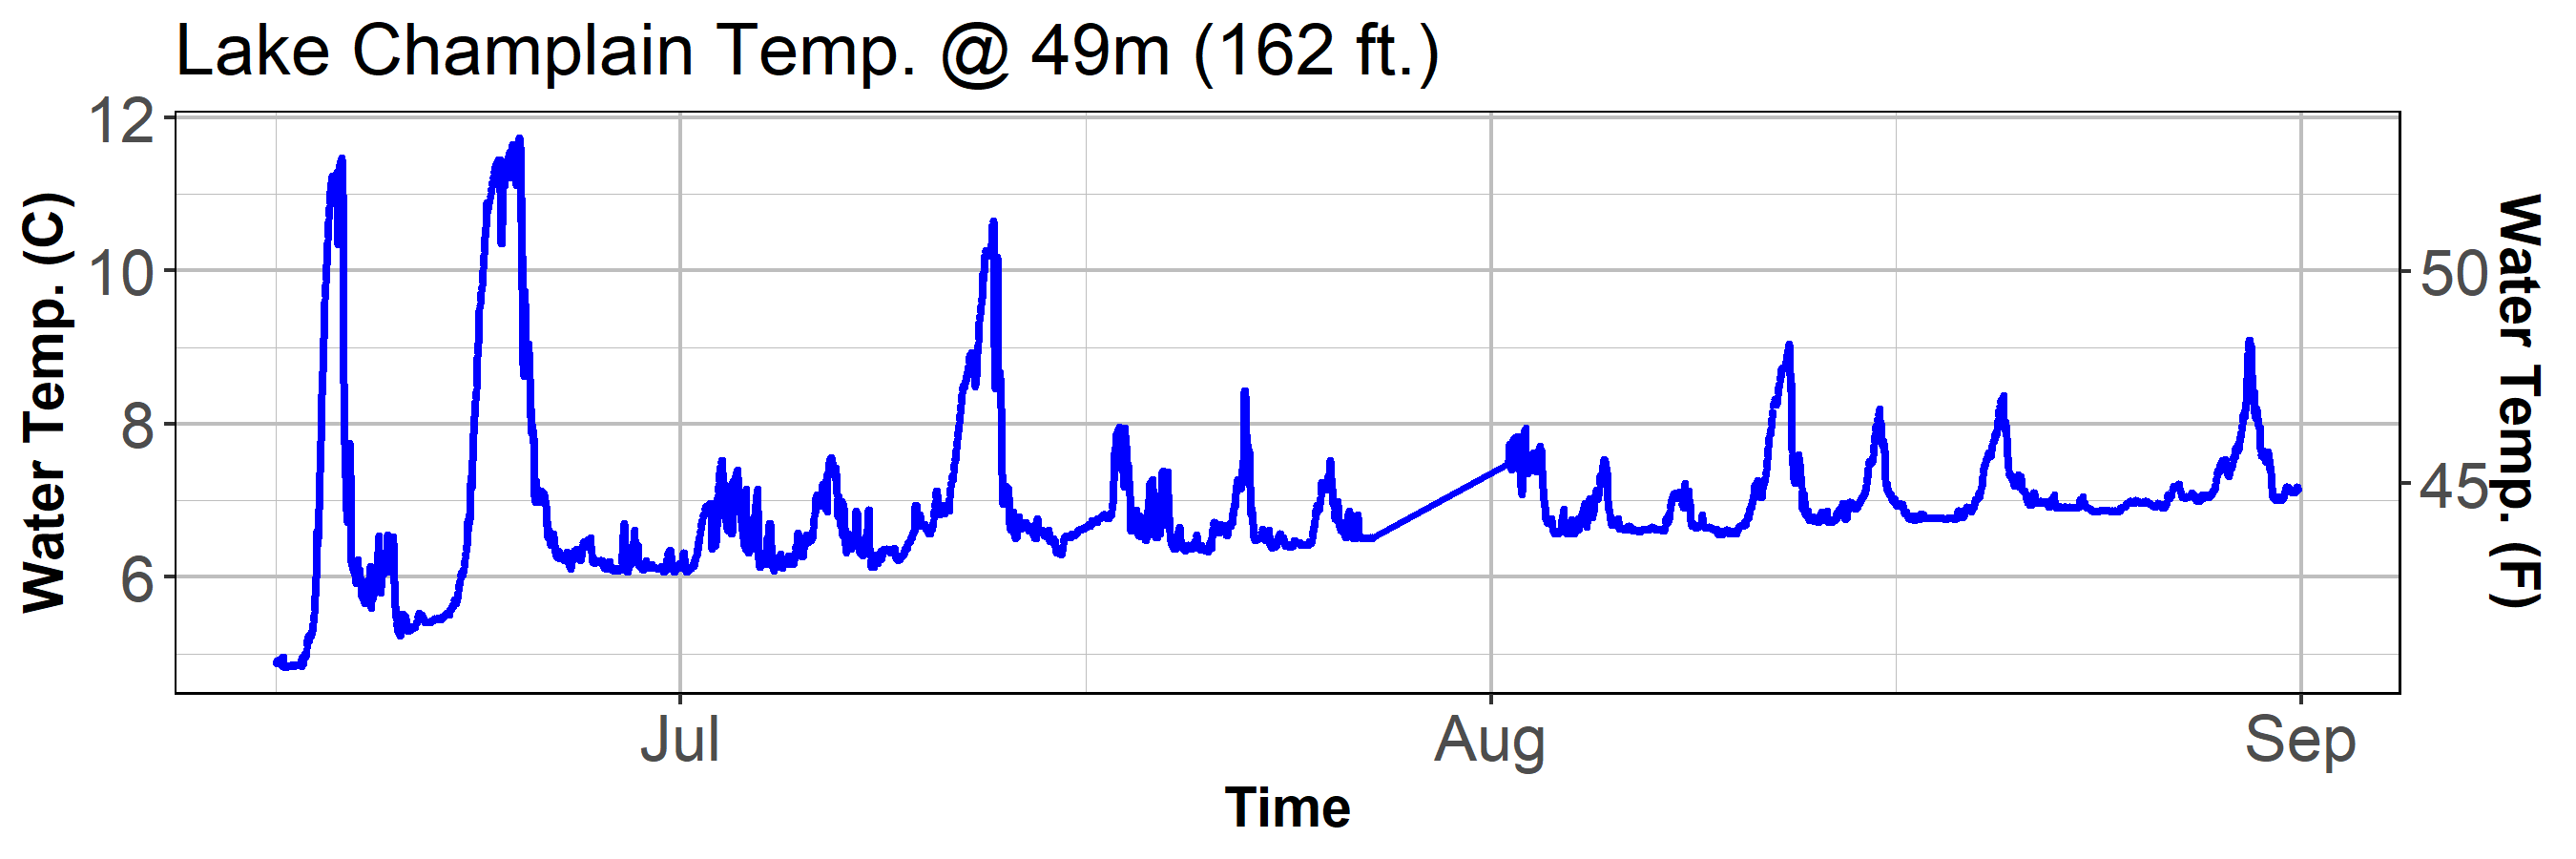 Lake Champlain Temp. @ 49m (162 ft.)
12
10
8
6
Water Temp. (C)
50
45
Water Temp. (F)
Jul
Aug
Sep
Time